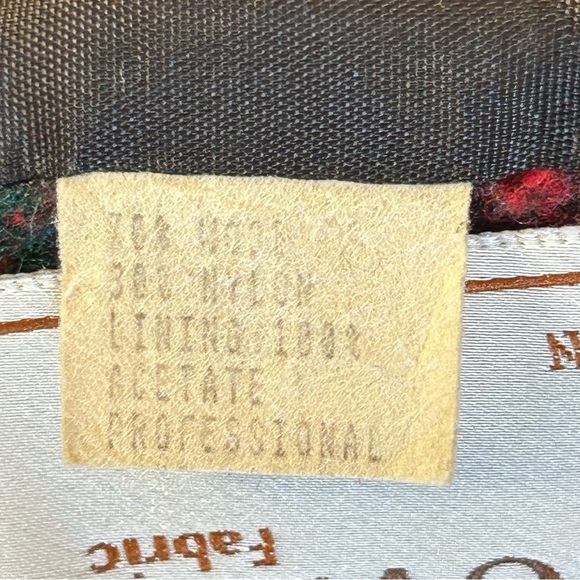 70% WOOL
30% NYLON
LINING 100%
ACETATE
PROFESSIONAL
Fabric